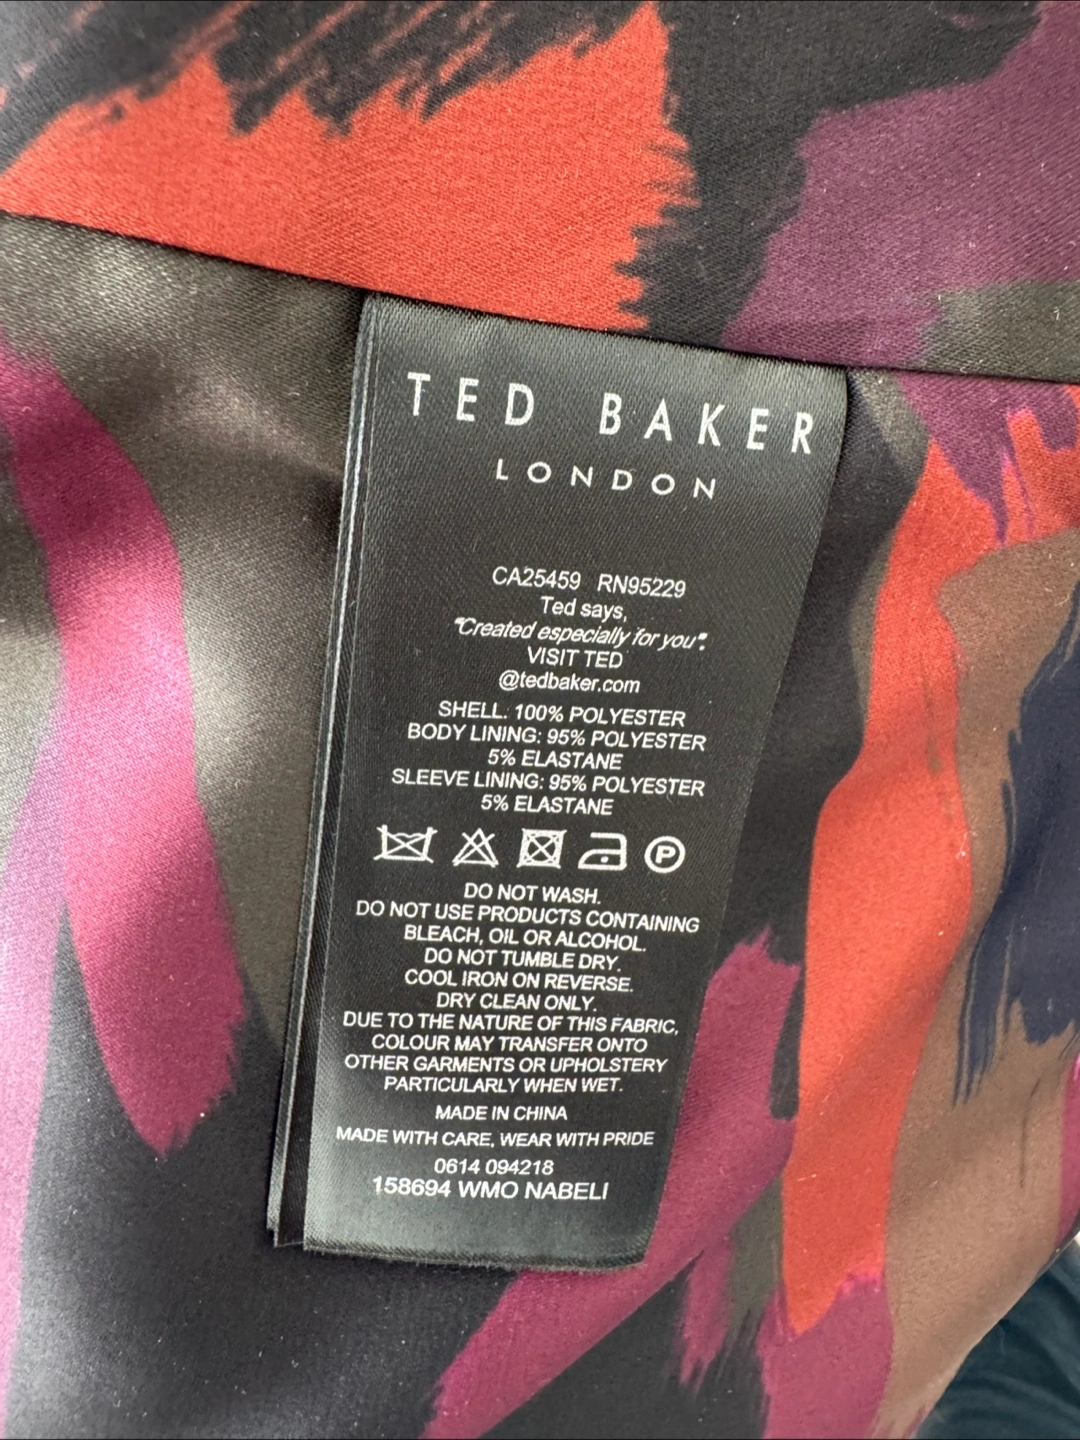 TED BAKER
LONDON
CA25459 RN95229
Ted says,
"Created especially for you".
VISIT TED
@tedbaker.com
SHELL: 100% POLYESTER
BODY LINING: 95% POLYESTER
5% ELASTANE
SLEEVE LINING: 95% POLYESTER
5% ELASTANE
P
DO NOT WASH.
DO NOT USE PRODUCTS CONTAINING
BLEACH, OIL OR ALCOHOL.
DO NOT TUMBLE DRY.
COOL IRON ON REVERSE.
DRY CLEAN ONLY.
DUE TO THE NATURE OF THIS FABRIC,
COLOUR MAY TRANSFER ONTO
OTHER GARMENTS OR UPHOLSTERY
PARTICULARLY WHEN WET.
MADE IN CHINA
MADE WITH CARE, WEAR WITH PRIDE
0614 094218
158694 WMO NABELI